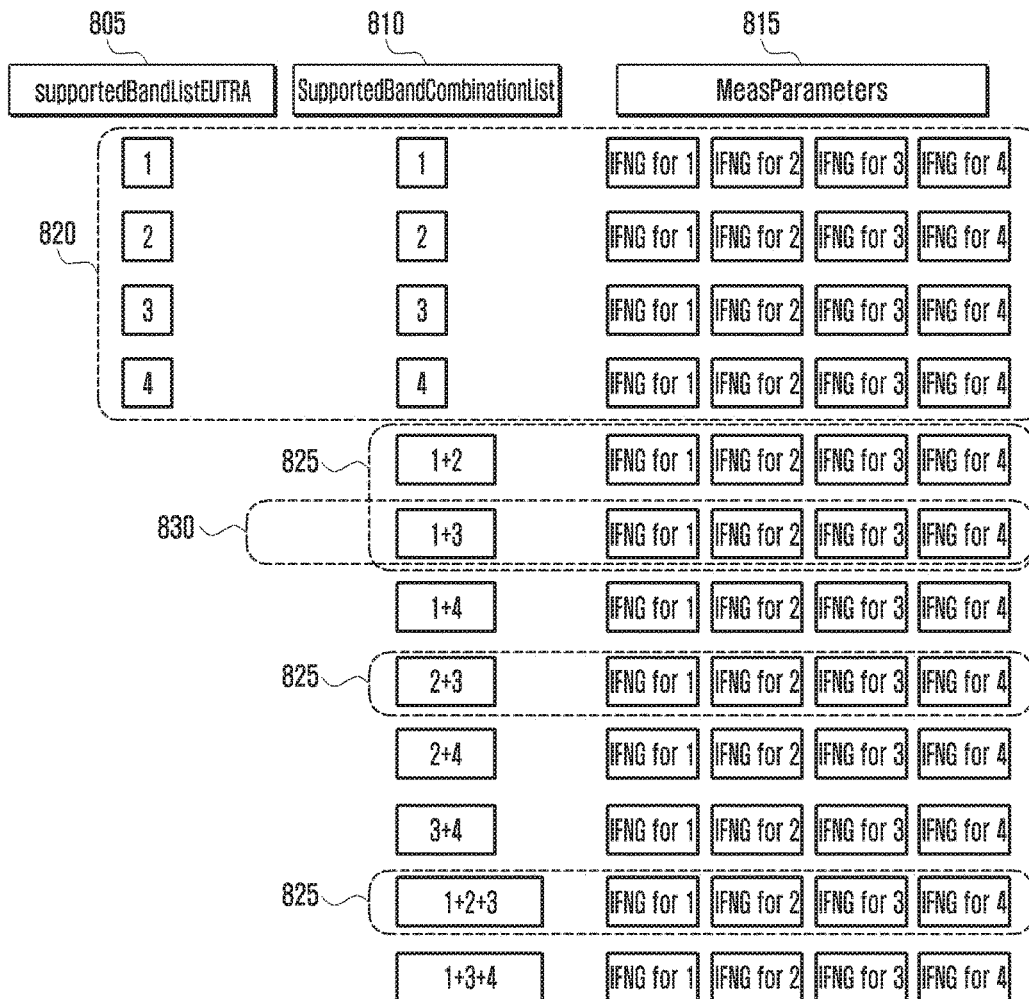 805 810 815
supportedBandListEUTRA SupportedBandCombinationList MeasParameters
1 1 IFNG for 1 IFNG for 2 IFNG for 3 IFNG for 4
820 2 2 IFNG for 1 IFNG for 2 IFNG for 3 IFNG for 4
3 3 IFNG for 1 IFNG for 2 IFNG for 3 IFNG for 4
4 4 IFNG for 1 IFNG for 2 IFNG for 3 IFNG for 4
825 1+2 IFNG for 1 IFNG for 2 IFNG for 3 IFNG for 4
830 1+3 IFNG for 1 IFNG for 2 IFNG for 3 IFNG for 4
1+4 IFNG for 1 IFNG for 2 IFNG for 3 IFNG for 4
825 2+3 IFNG for 1 IFNG for 2 IFNG for 3 IFNG for 4
2+4 IFNG for 1 IFNG for 2 IFNG for 3 IFNG for 4
3+4 IFNG for 1 IFNG for 2 IFNG for 3 IFNG for 4
825 1+2+3 IFNG for 1 IFNG for 2 IFNG for 3 IFNG for 4
1+3+4 IFNG for 1 IFNG for 2 IFNG for 3 IFNG for 4